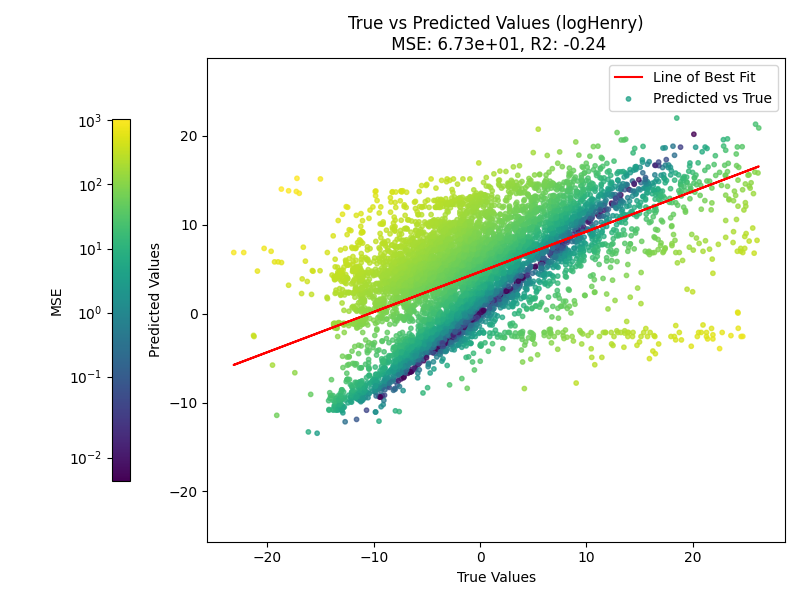 True vs Predicted Values (logHenry)
MSE: 6.73e+01, R2: -0.24
Line of Best Fit
Predicted vs True
10³
10²
10¹
10⁰
10⁻¹
10⁻²
MSE
Predicted Values
20
10
0
−10
−20
−20
−10
0
10
20
True Values